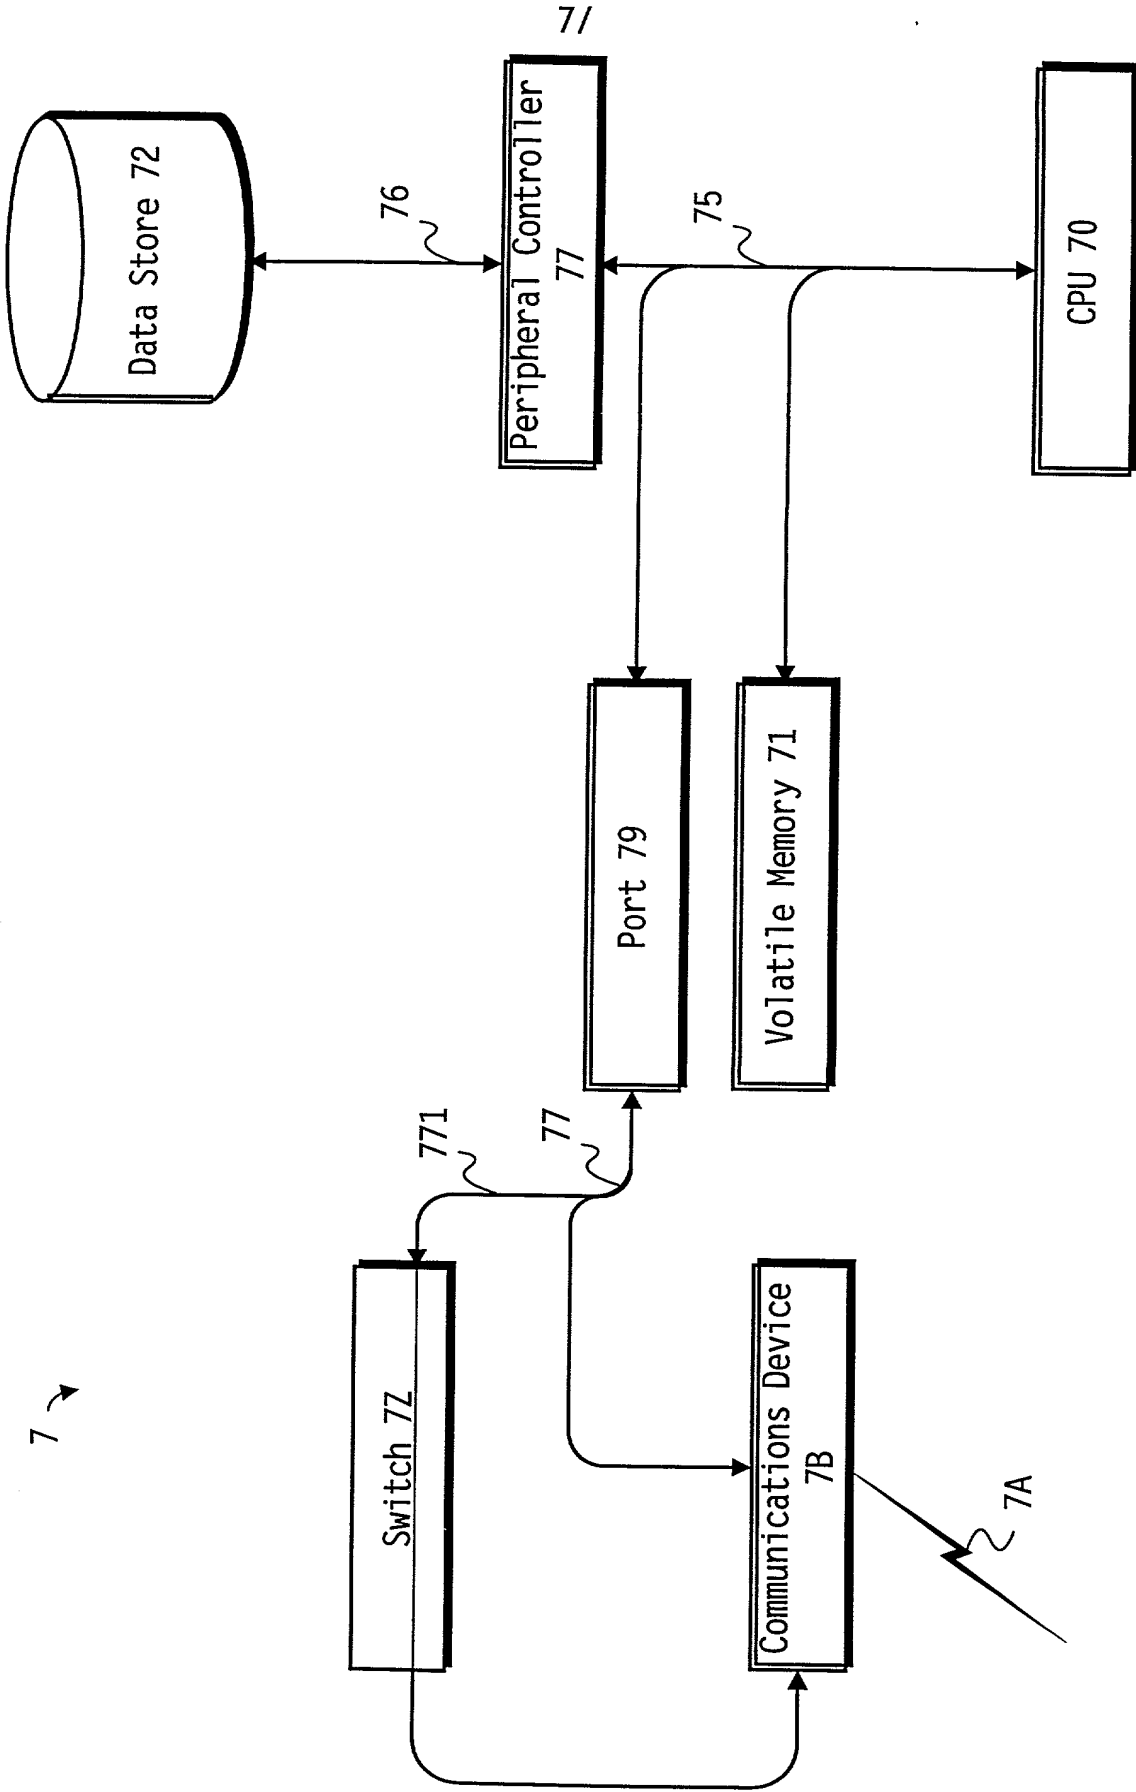 7/
Data Store 72
76
Peripheral Controller
77
75
CPU 70
Port 79
Volatile Memory 71
771
77
7
Switch 7Z
Communications Device
7B
7A